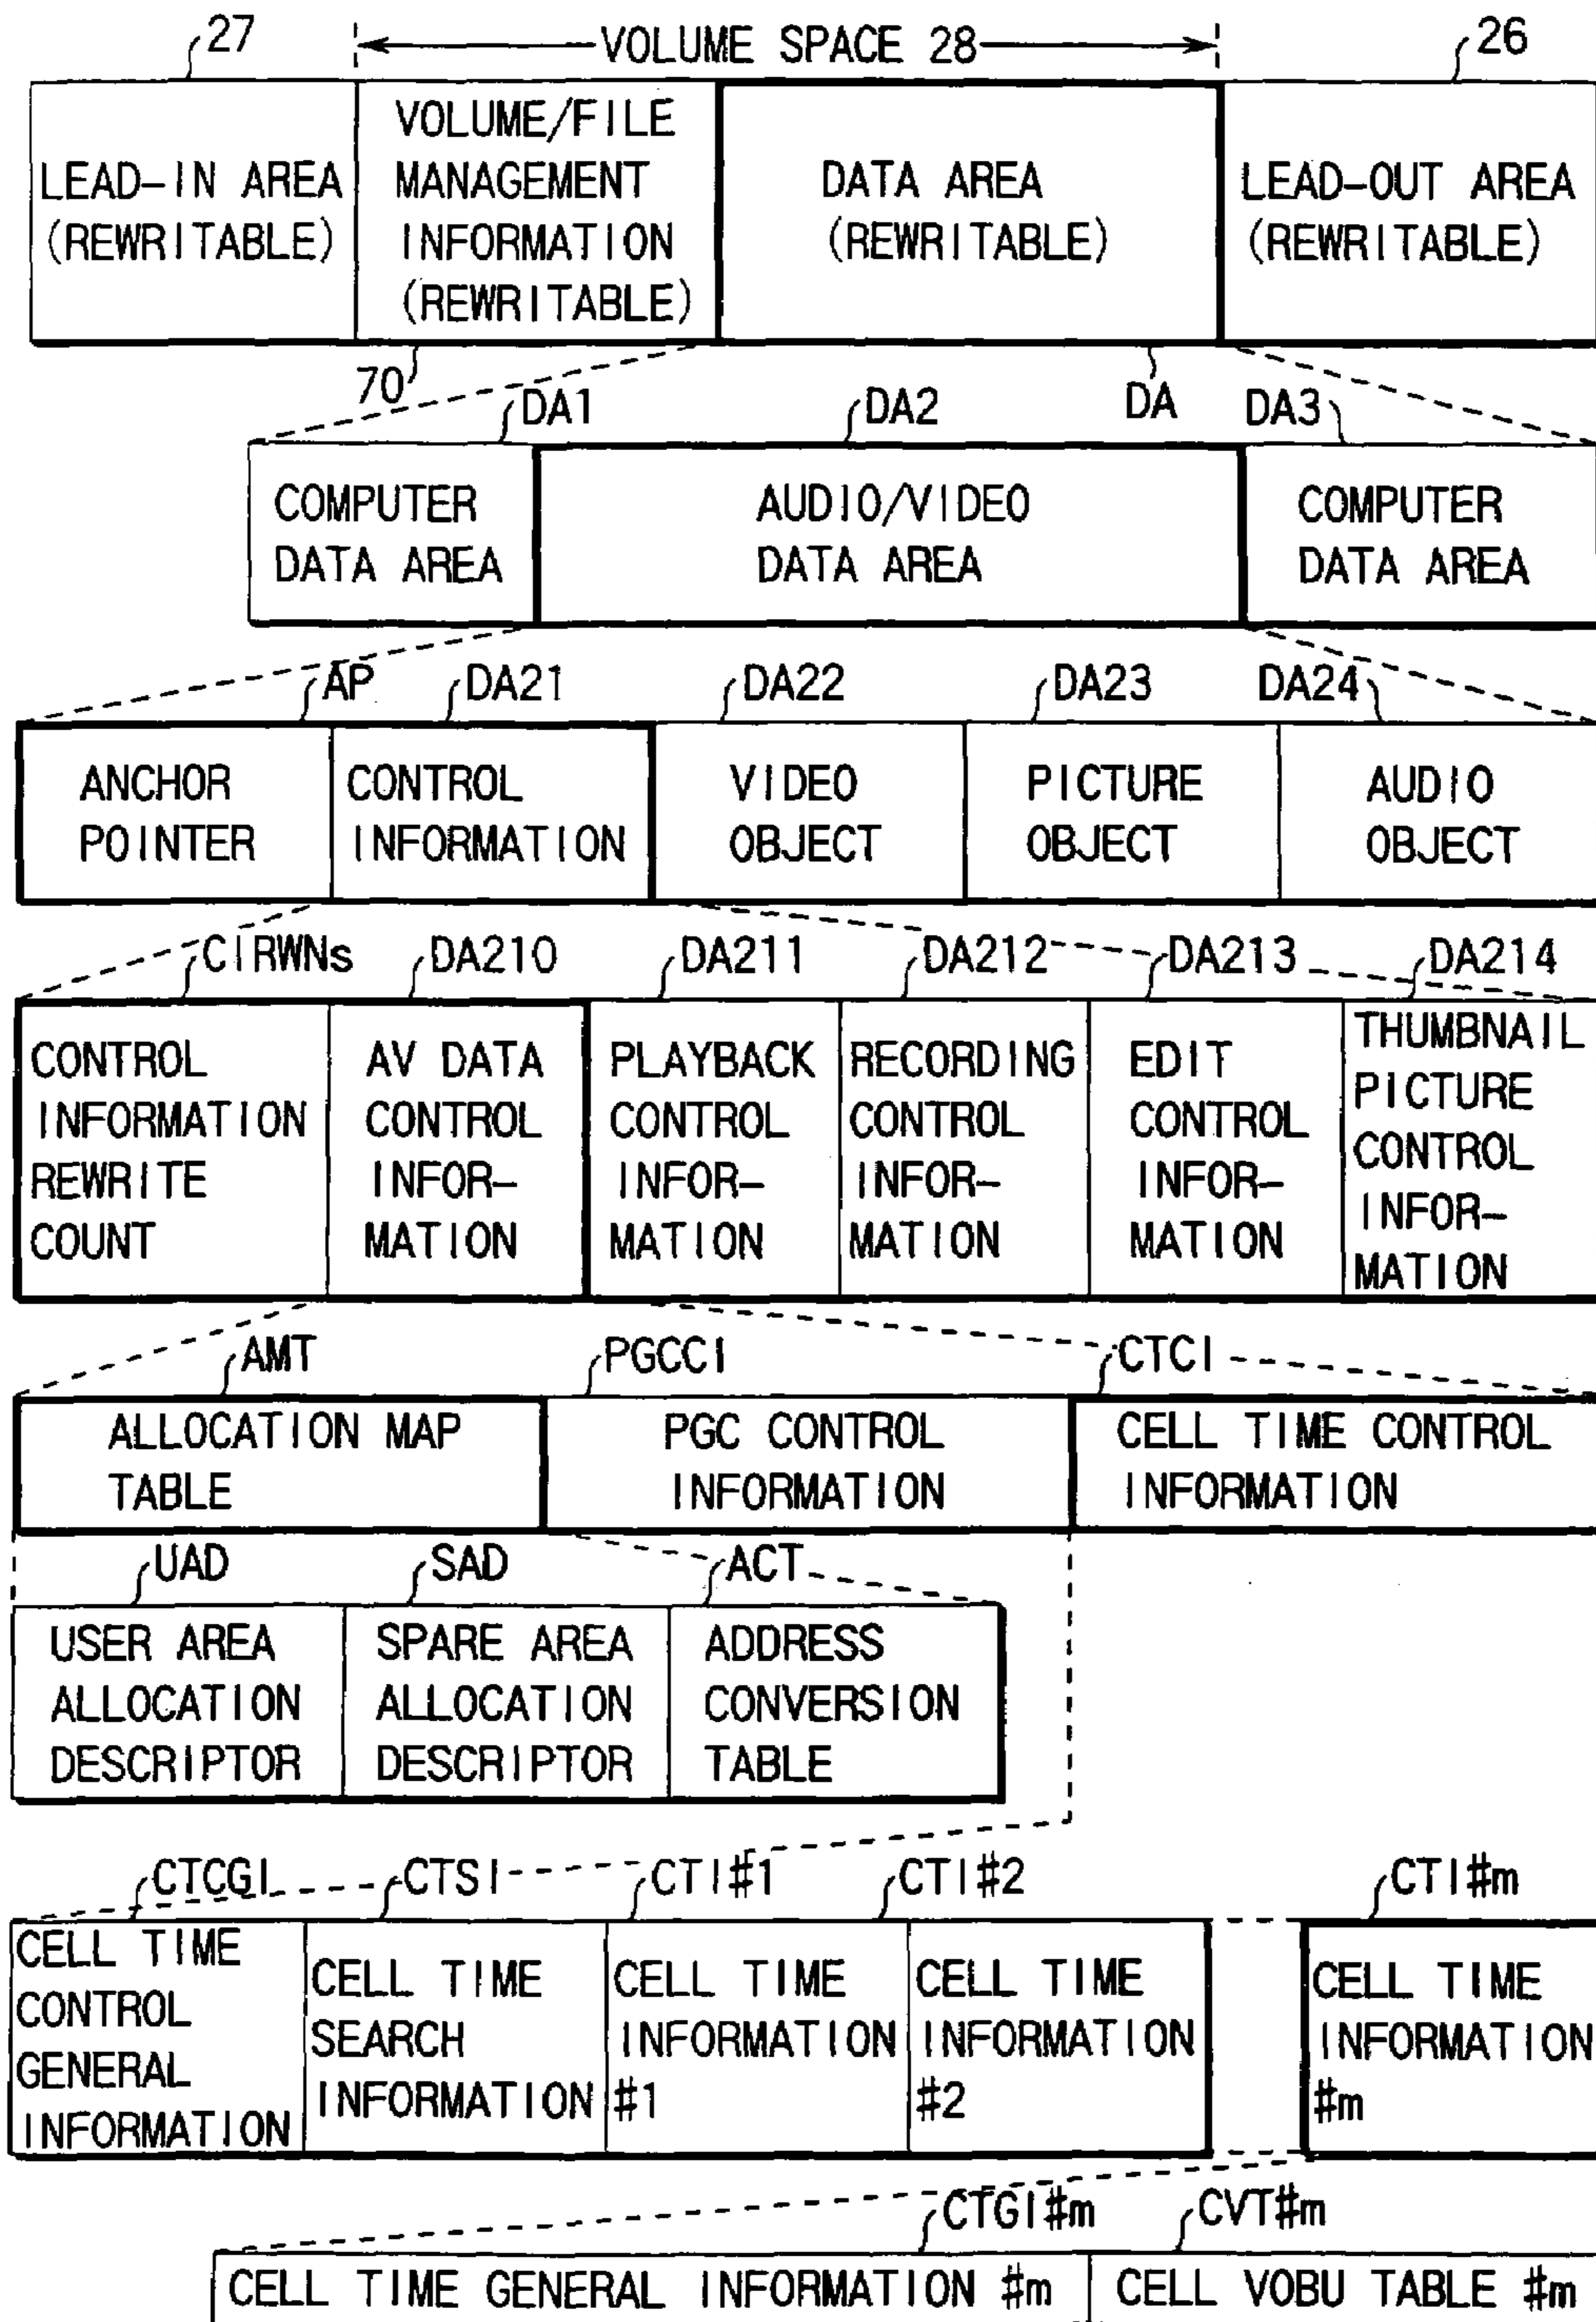 27
VOLUME SPACE 28
26
LEAD-IN AREA
(REWRITABLE)
VOLUME/FILE
MANAGEMENT
INFORMATION
(REWRITABLE)
DATA AREA
(REWRITABLE)
LEAD-OUT AREA
(REWRITABLE)
70
DA
DA1
DA2
DA3
COMPUTER
DATA AREA
AUDIO/VIDEO
DATA AREA
COMPUTER
DATA AREA
AP
DA21
DA22
DA23
DA24
ANCHOR
POINTER
CONTROL
INFORMATION
VIDEO
OBJECT
PICTURE
OBJECT
AUDIO
OBJECT
CIRWNs
DA210
DA211
DA212
DA213
DA214
CONTROL
INFORMATION
REWRITE
COUNT
AV DATA
CONTROL
INFOR-
MATION
PLAYBACK
CONTROL
INFOR-
MATION
RECORDING
CONTROL
INFOR-
MATION
EDIT
CONTROL
INFOR-
MATION
THUMBNAIL
PICTURE
CONTROL
INFOR-
MATION
AMT
PGCCI
CTCI
ALLOCATION MAP
TABLE
PGC CONTROL
INFORMATION
CELL TIME CONTROL
INFORMATION
UAD
SAD
ACT
USER AREA
ALLOCATION
DESCRIPTOR
SPARE AREA
ALLOCATION
DESCRIPTOR
ADDRESS
CONVERSION
TABLE
CTCGI
CTSI
CTI#1
CTI#2
CTI#m
CELL TIME
CONTROL
GENERAL
INFORMATION
CELL TIME
SEARCH
INFORMATION
CELL TIME
INFORMATION
#1
CELL TIME
INFORMATION
#2
CELL TIME
INFORMATION
#m
CTGI#m
CVT#m
CELL TIME GENERAL INFORMATION #m
CELL VOBU TABLE #m